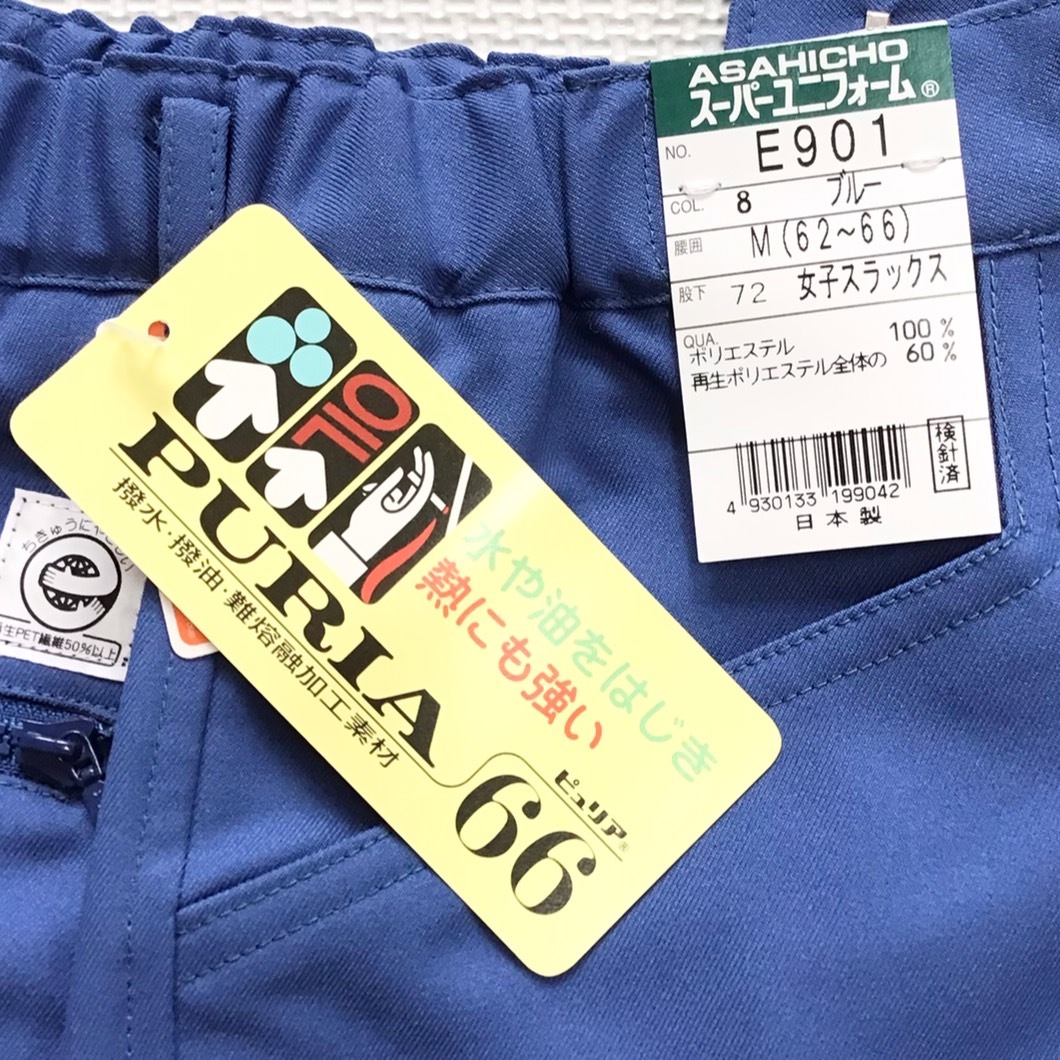 ASAHICHO
スーパーユニフォーム®
NO. E901
COL. 8 ブルー
腰囲 M(62~66)
股下 72 女子スラックス
QUA.
ポリエステル 100%
再生ポリエステル全体の 60%
検針済
4 930133 199042
日本製
PURIA
撥水・撥油・難熔融加工素材
水や油をはじき
熱にも強い
ピュリア®
66
OIL
再生PET繊維50%以上